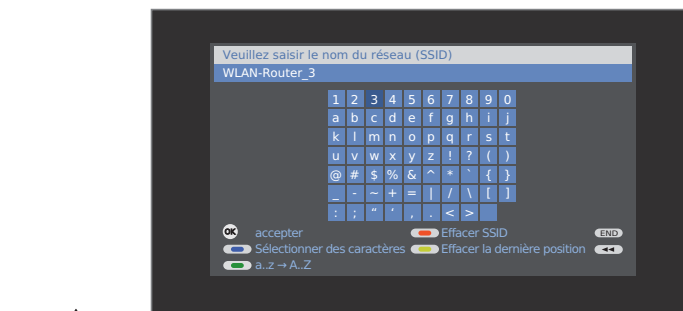 Veuillez saisir le nom du réseau (SSID)
WLAN-Router_3
1 2 3 4 5 6 7 8 9 0
a b c d e f g h i j
k l m n o p q r s t
u v w x y z ! ? ( )
@ # $ % & ^ * ` { }
_ - ~ + = | / \ [ ]
: ; “ ‘ , . < >
OK accepter Effacer SSID END
Sélectionner des caractères Effacer la dernière position ◄◄
a..z → A..Z